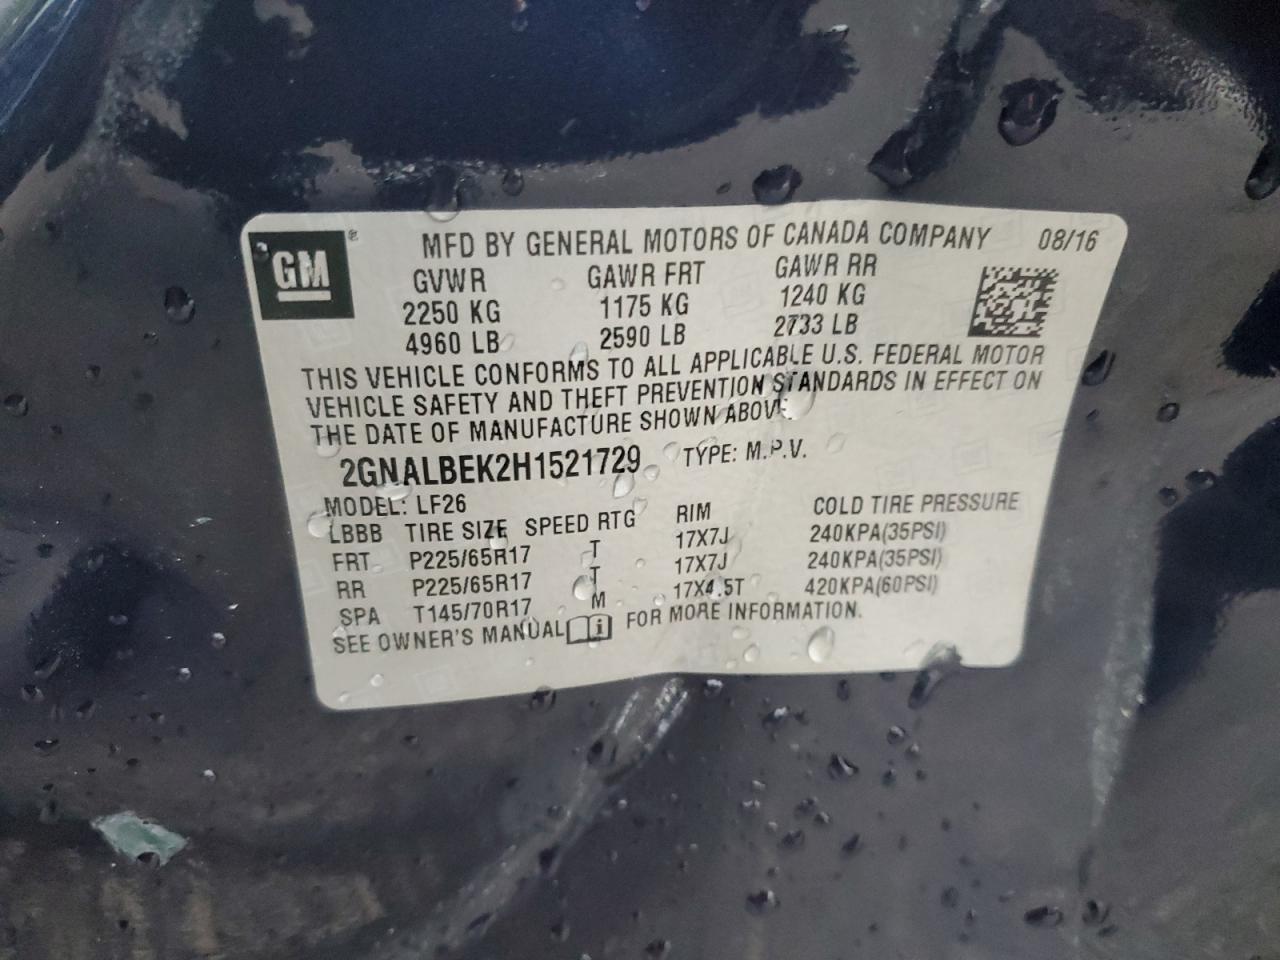 GM ®
MFD BY GENERAL MOTORS OF CANADA COMPANY 08/16
GVWR GAWR FRT GAWR RR
2250 KG 1175 KG 1240 KG
4960 LB 2590 LB 2733 LB
THIS VEHICLE CONFORMS TO ALL APPLICABLE U.S. FEDERAL MOTOR
VEHICLE SAFETY AND THEFT PREVENTION STANDARDS IN EFFECT ON
THE DATE OF MANUFACTURE SHOWN ABOVE.
2GNALBEK2H1521729 TYPE: M.P.V.
MODEL: LF26
LBBB TIRE SIZE SPEED RTG RIM COLD TIRE PRESSURE
FRT P225/65R17 T 17X7J 240KPA(35PSI)
RR P225/65R17 T 17X7J 240KPA(35PSI)
SPA T145/70R17 M 17X4.5T 420KPA(60PSI)
SEE OWNER'S MANUAL i FOR MORE INFORMATION.